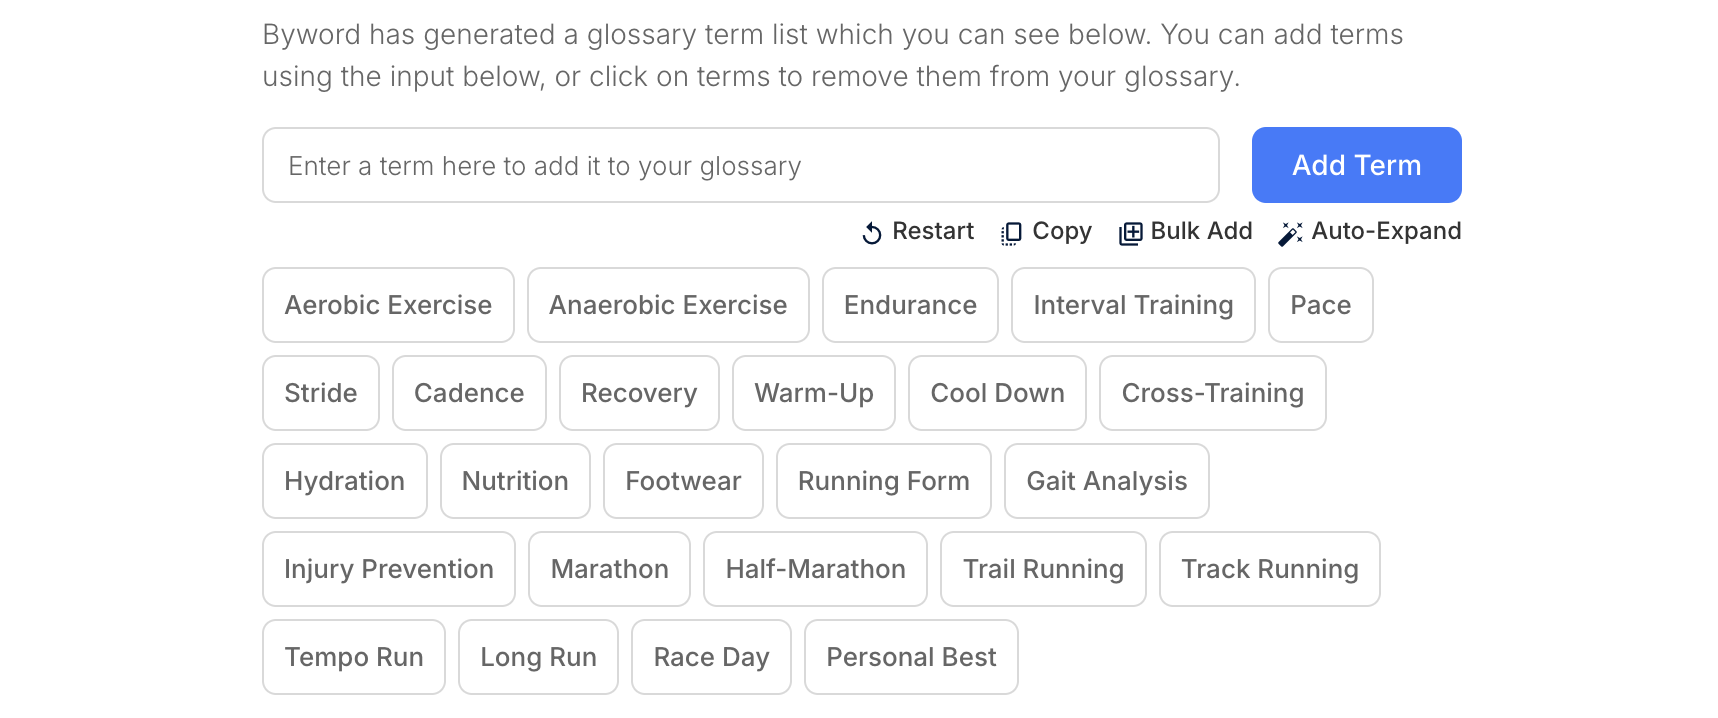 Byword has generated a glossary term list which you can see below. You can add terms
using the input below, or click on terms to remove them from your glossary.
Enter a term here to add it to your glossary
Add Term
Restart Copy Bulk Add Auto-Expand
Aerobic Exercise Anaerobic Exercise Endurance Interval Training Pace
Stride Cadence Recovery Warm-Up Cool Down Cross-Training
Hydration Nutrition Footwear Running Form Gait Analysis
Injury Prevention Marathon Half-Marathon Trail Running Track Running
Tempo Run Long Run Race Day Personal Best